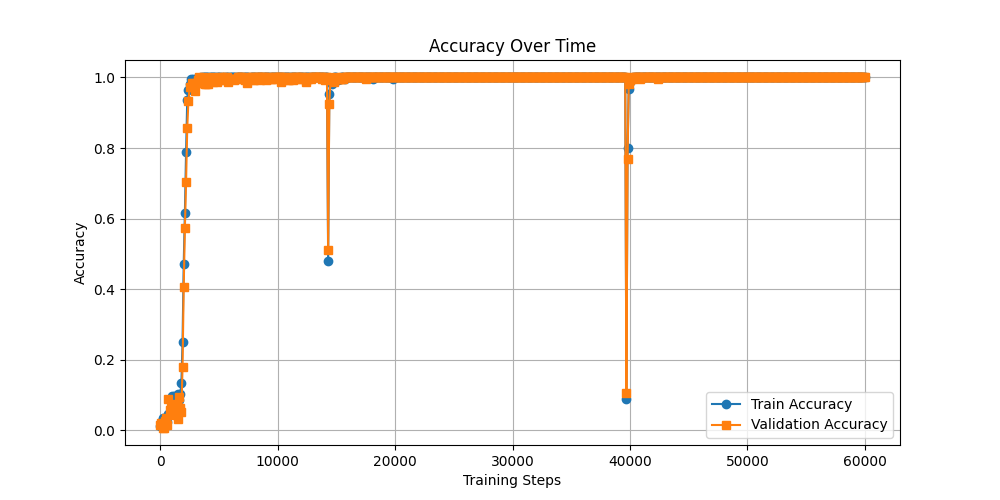 Accuracy Over Time
1.0
0.8
0.6
0.4
0.2
0.0
Accuracy
0 10000 20000 30000 40000 50000 60000
Training Steps
Train Accuracy
Validation Accuracy